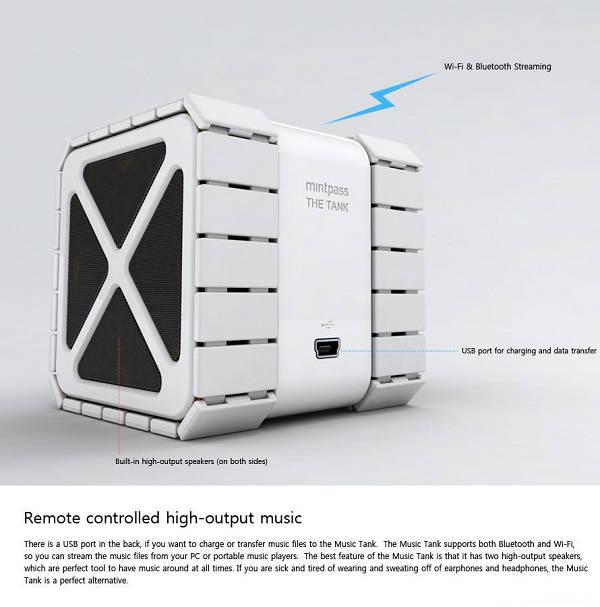 Wi-Fi & Bluetooth Streaming
mintpass
THE TANK
USB port for charging and data transfer
Built-in high-output speakers (on both sides)
Remote controlled high-output music
There is a USB port in the back, if you want to charge or transfer music files to the Music Tank. The Music Tank supports both Bluetooth and Wi-Fi,
so you can stream the music files from your PC or portable music players. The best feature of the Music Tank is that it has two high-output speakers,
which are perfect tool to have music around at all times. If you are sick and tired of wearing and sweating off of earphones and headphones, the Music
Tank is a perfect alternative.